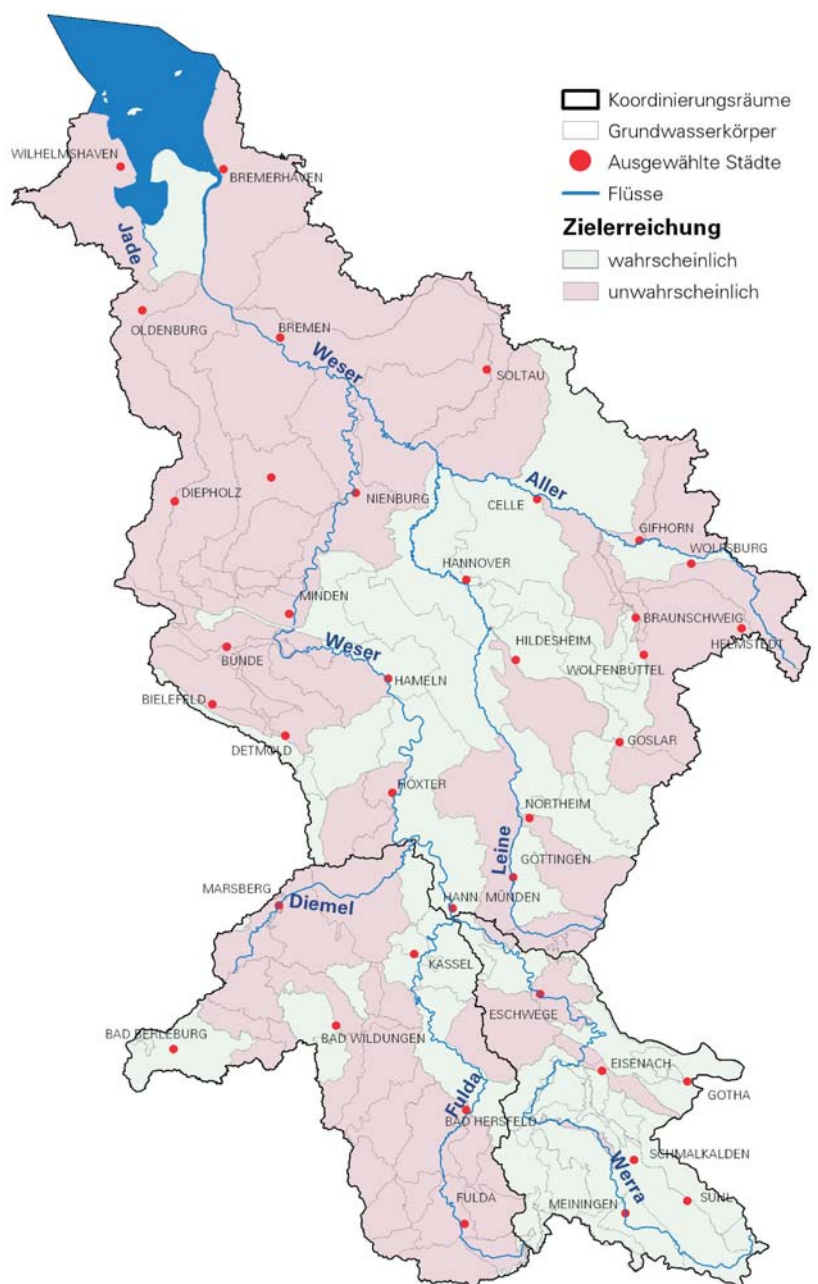 Koordinierungsräume
Grundwasserkörper
Ausgewählte Städte
Flüsse
Zielerreichung
wahrscheinlich
unwahrscheinlich
WILHELMSHAVEN
BREMERHAVEN
Jade
OLDENBURG
BREMEN
Weser
SOLTAU
DIEPHOLZ
NIENBURG
Aller
CELLE
GIFHORN
WOLFSBURG
HANNOVER
MINDEN
BRAUNSCHWEIG
HELMSTEDT
Weser
HILDESHEIM
WOLFENBÜTTEL
BÜNDE
HAMELN
BIELEFELD
DETMOLD
GOSLAR
HÖXTER
NORTHEIM
Leine
GÖTTINGEN
MARSBERG
Diemel
HANN. MÜNDEN
KASSEL
ESCHWEGE
BAD BERLEBURG
BAD WILDUNGEN
EISENACH
GOTHA
Fulda
BAD HERSFELD
SCHMALKALDEN
Werra
SUHL
MEININGEN
FULDA